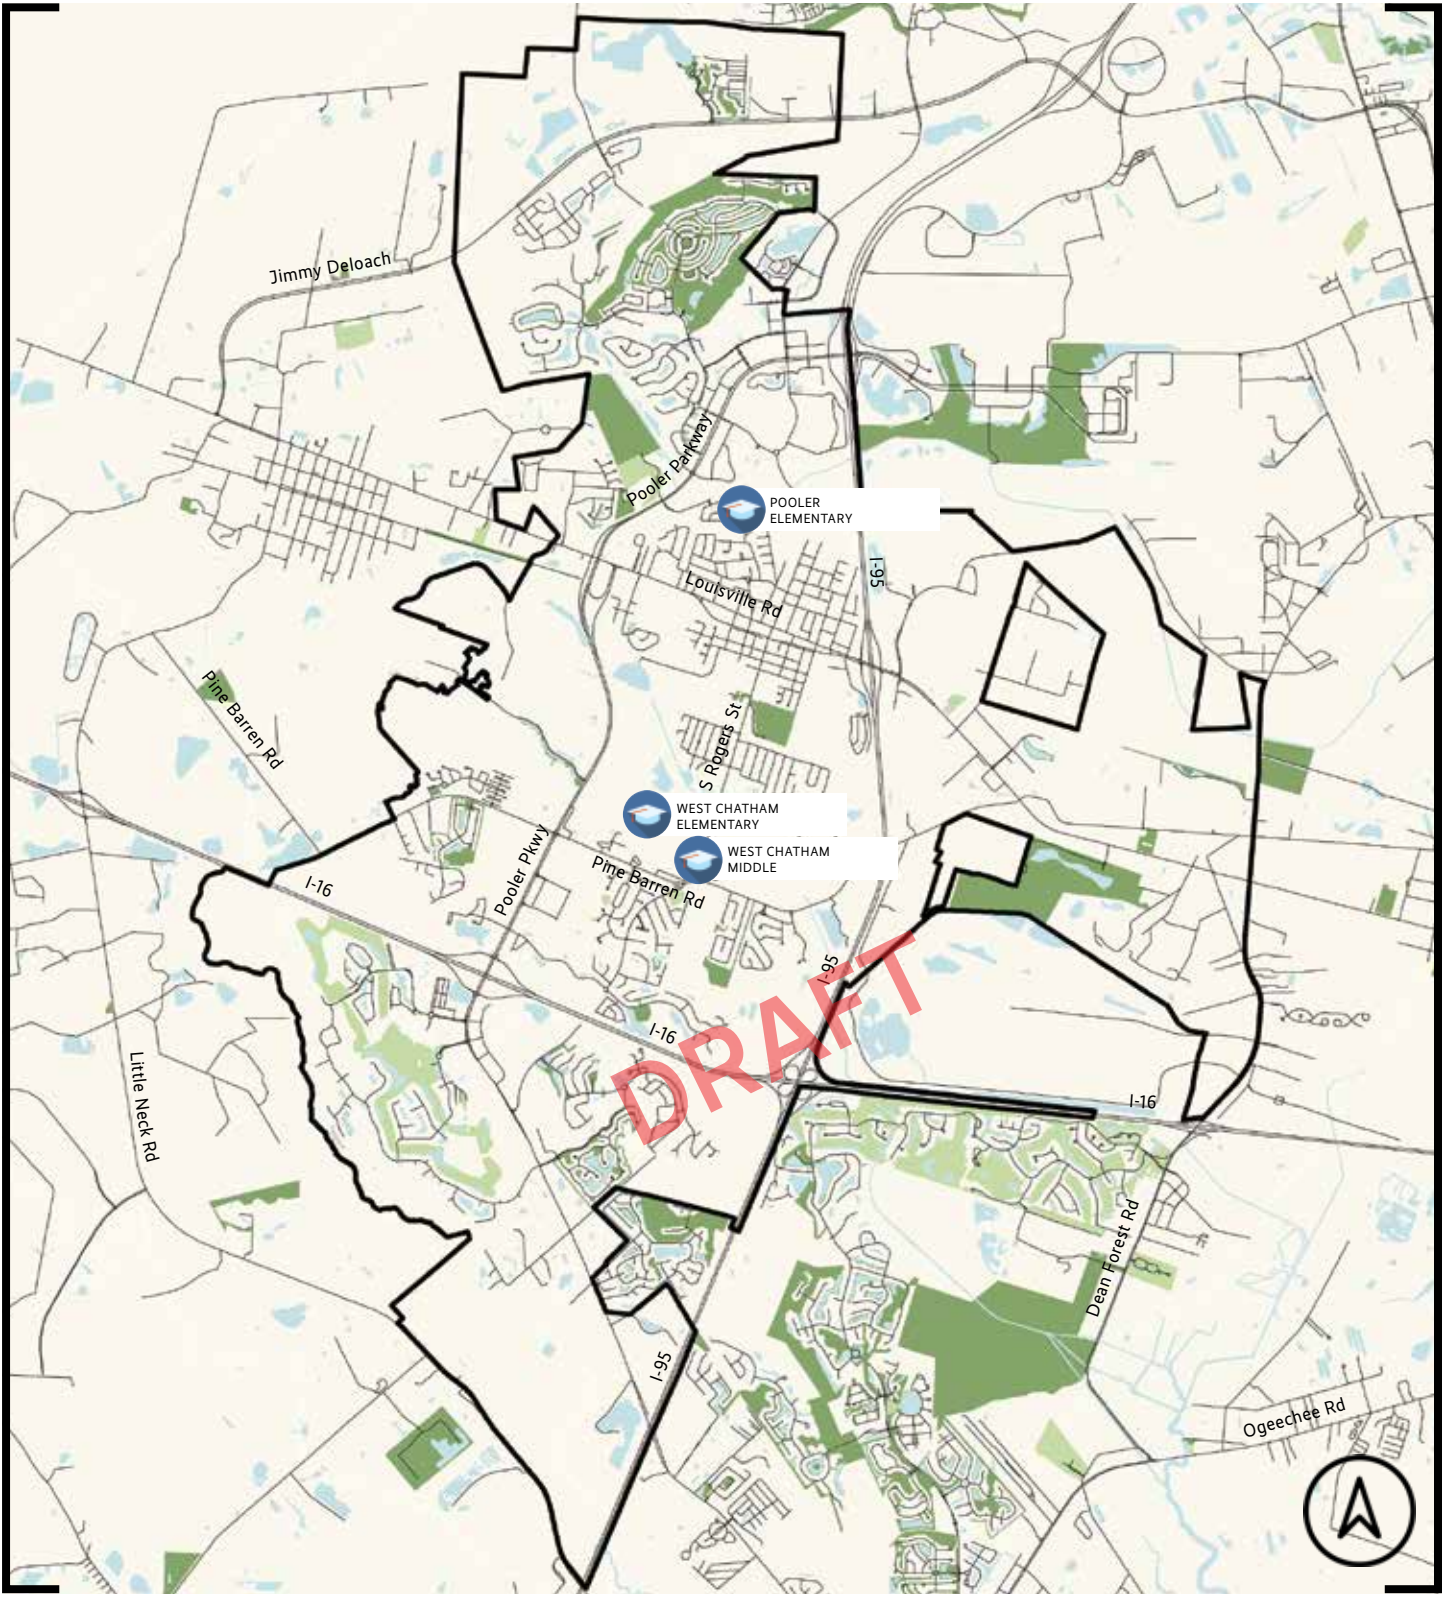 Jimmy Deloach
Pooler Parkway
POOLER
ELEMENTARY
I-95
Louisville Rd
Pine Barren Rd
S Rogers St
WEST CHATHAM
ELEMENTARY
WEST CHATHAM
MIDDLE
Pooler Pkwy
Pine Barren Rd
I-16
I-95
DRAFT
I-16
Little Neck Rd
I-16
Dean Forest Rd
I-95
Ogeechee Rd